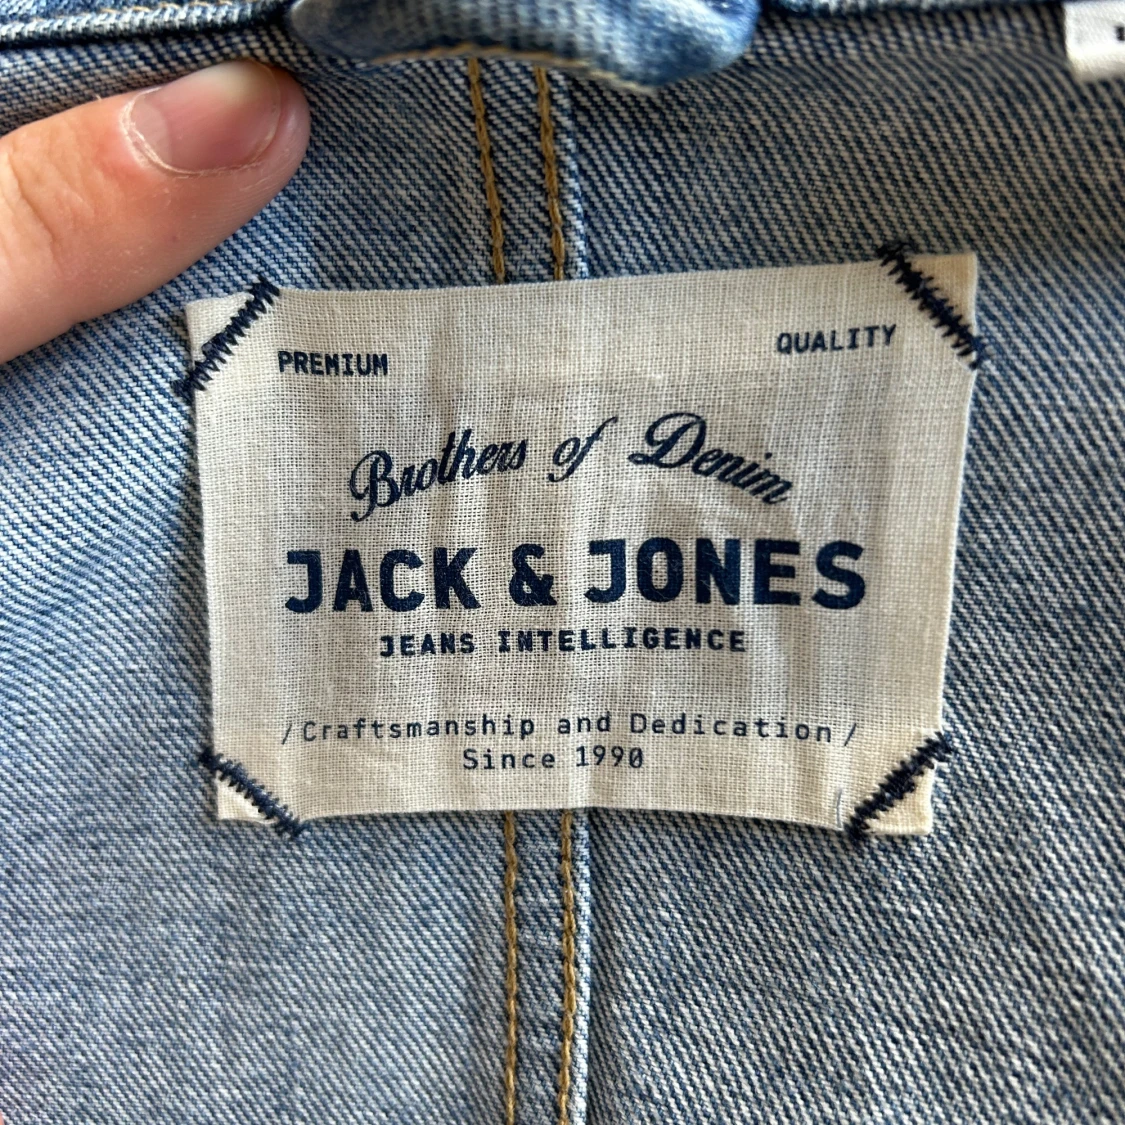 PREMIUM QUALITY
Brothers of Denim
JACK & JONES
JEANS INTELLIGENCE
/Craftsmanship and Dedication/
Since 1990